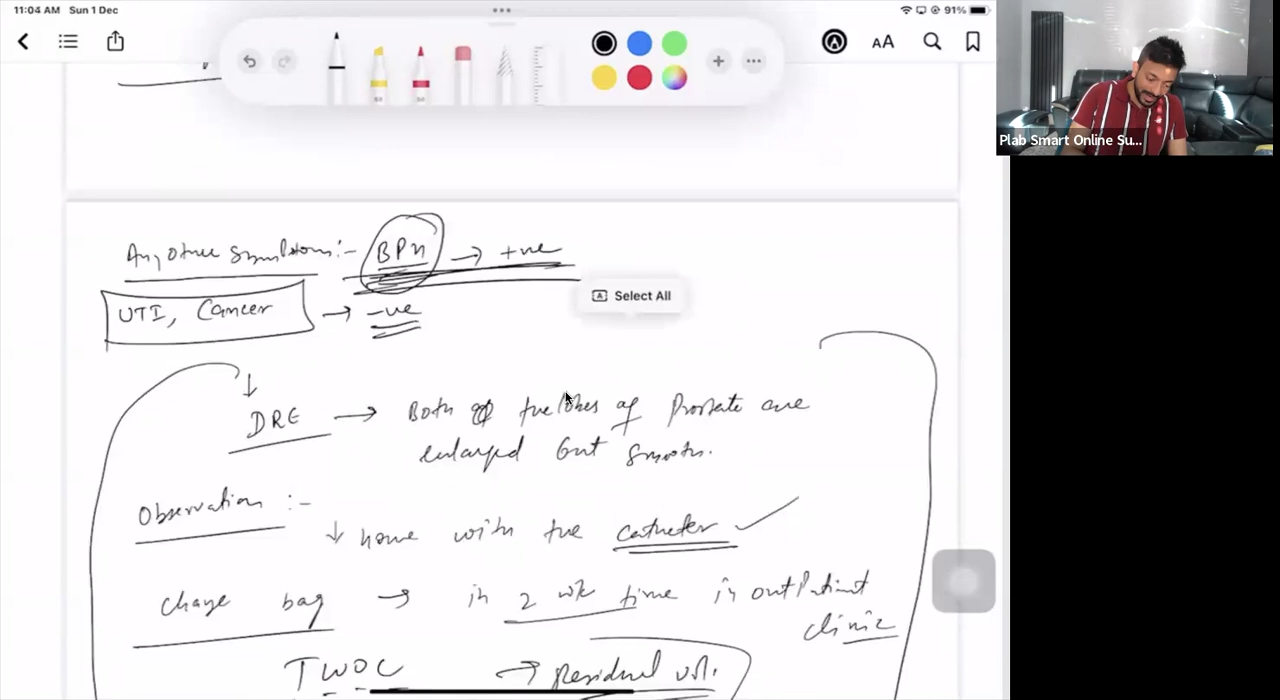 11:04 AM Sun 1 Dec
91%
AA
Plab Smart Online Su...
Any other symptoms:- BPH → +ve
Select All
UTI, Cancer → -ve
↓
DRE → Both of the lobes of Prostate are
enlarged but smooth.
Observation :-
↓ home with the catheter ✓
Change bag → in 2 wk time in outPatient
clinic
TWOC → Residual vol.